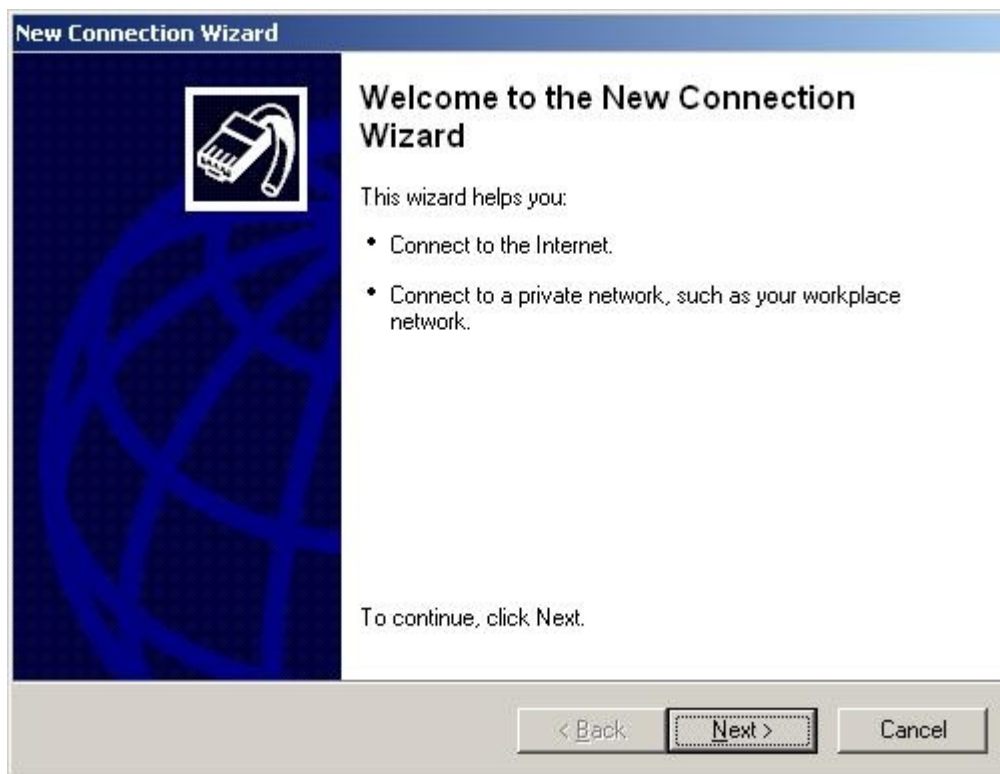 New Connection Wizard
Welcome to the New Connection
Wizard
This wizard helps you:
• Connect to the Internet.
• Connect to a private network, such as your workplace
network.
To continue, click Next.
< Back
Next >
Cancel